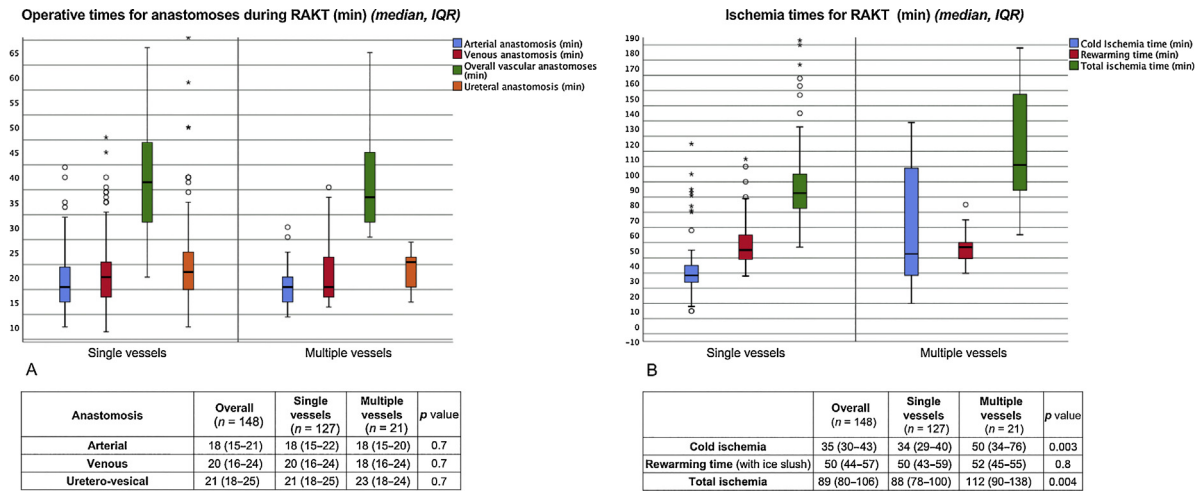 Operative times for anastomoses during RAKT (min) (median, IQR)
65
60
55
50
45
40
35
30
25
20
15
10
Arterial anastomosis (min)
Venous anastomosis (min)
Overall vascular anastomoses
(min)
Ureteral anastomosis (min)
Single vessels
Multiple vessels
A
Anastomosis
Overall
(n = 148)
Single
vessels
(n = 127)
Multiple
vessels
(n = 21)
p value
Arterial 18 (15–21) 18 (15–22) 18 (15–20) 0.7
Venous 20 (16–24) 20 (16–24) 18 (16–24) 0.7
Uretero-vesical 21 (18–25) 21 (18–25) 23 (18–24) 0.7
Ischemia times for RAKT (min) (median, IQR)
190
180
170
160
150
140
130
120
110
100
90
80
70
60
50
40
30
20
10
0
–10
Cold Ischemia time (min)
Rewarming time (min)
Total ischemia time (min)
Single vessels
Multiple vessels
B
Overall
(n = 148)
Single
vessels
(n = 127)
Multiple
vessels
(n = 21)
p value
Cold ischemia 35 (30–43) 34 (29–40) 50 (34–76) 0.003
Rewarming time (with ice slush) 50 (44–57) 50 (43–59) 52 (45–55) 0.8
Total ischemia 89 (80–106) 88 (78–100) 112 (90–138) 0.004